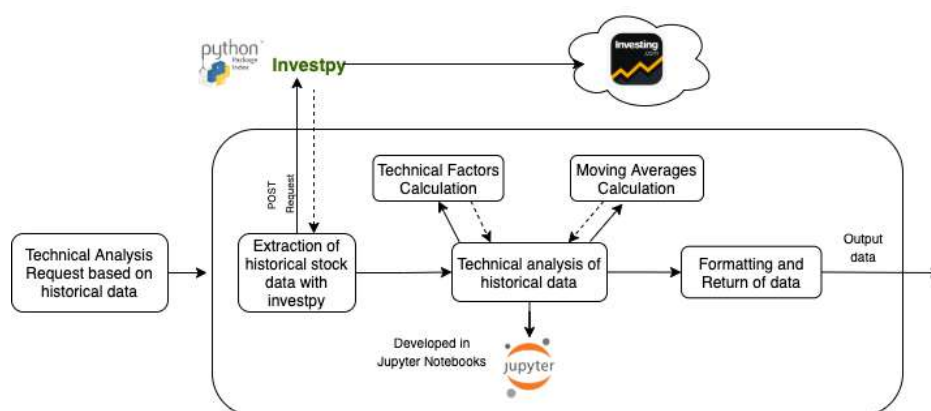 python
Package
Index
Investpy
Investing
.com
POST
Request
Technical Factors
Calculation
Moving Averages
Calculation
Technical Analysis
Request based on
historical data
Extraction of
historical stock
data with
investpy
Technical analysis of
historical data
Formatting and
Return of data
Output
data
Developed in
Jupyter Notebooks
jupyter